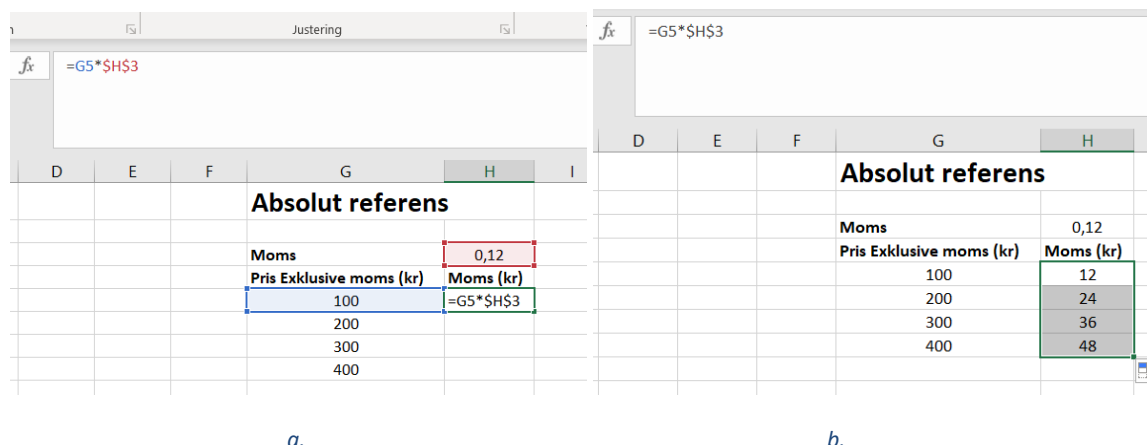 Justering
fx =G5*$H$3
D E F G H I
Absolut referens
Moms 0,12
Pris Exklusive moms (kr) Moms (kr)
100 =G5*$H$3
200
300
400
a.
fx =G5*$H$3
D E F G H
Absolut referens
Moms 0,12
Pris Exklusive moms (kr) Moms (kr)
100 12
200 24
300 36
400 48
b.